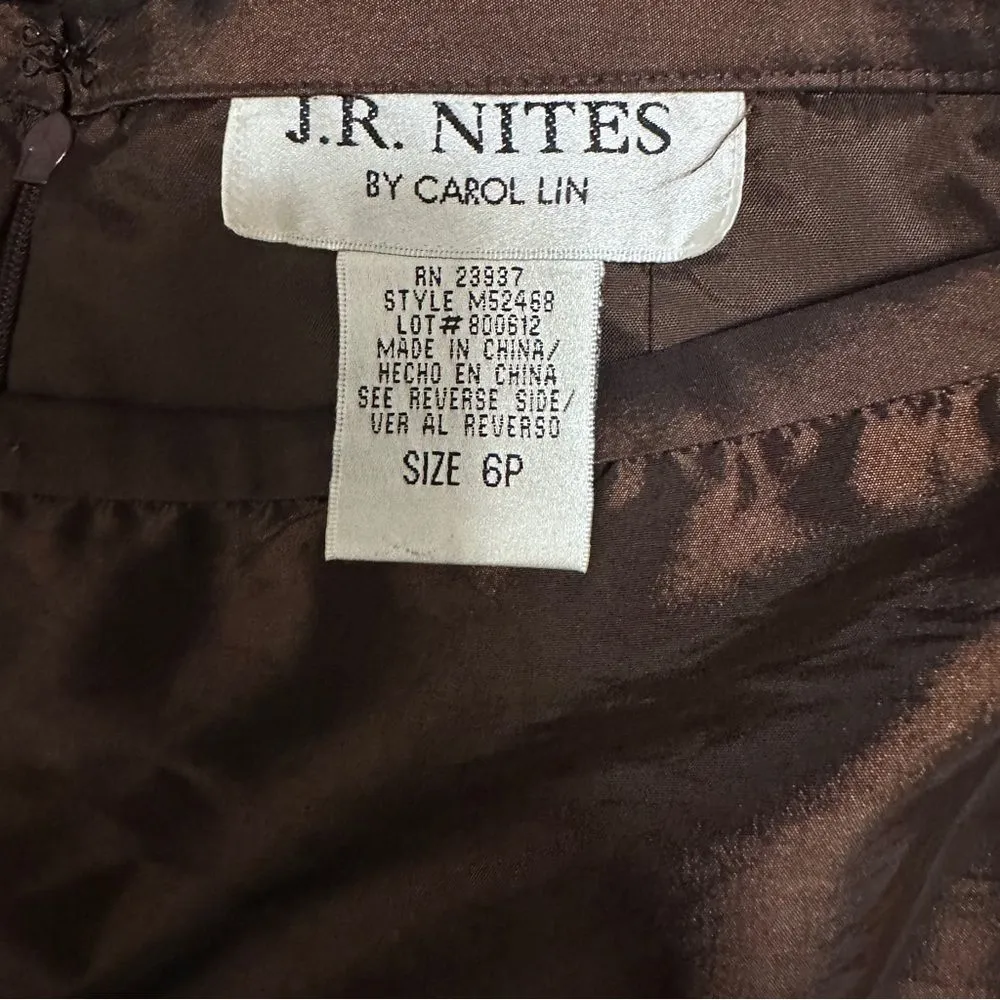 J.R. NITES
BY CAROL LIN
RN 23937
STYLE M52468
LOT# 800612
MADE IN CHINA/
HECHO EN CHINA
SEE REVERSE SIDE/
VER AL REVERSO
SIZE 6P